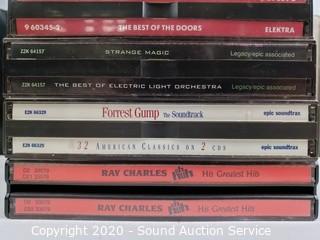 9 60345-2 THE BEST OF THE DOORS ELEKTRA
ZZK 64157 STRANGE MAGIC Legacy-epic associated
ZZK 64157 THE BEST OF ELECTRIC LIGHT ORCHESTRA Legacy-epic associated
E2K 66329 Forrest Gump The Soundtrack epic soundtrax
E2K 66329 32 AMERICAN CLASSICS ON 2 CDS epic soundtrax
RAY CHARLES His Greatest Hits
RAY CHARLES His Greatest Hits
Copyright 2020 - Sound Auction Service